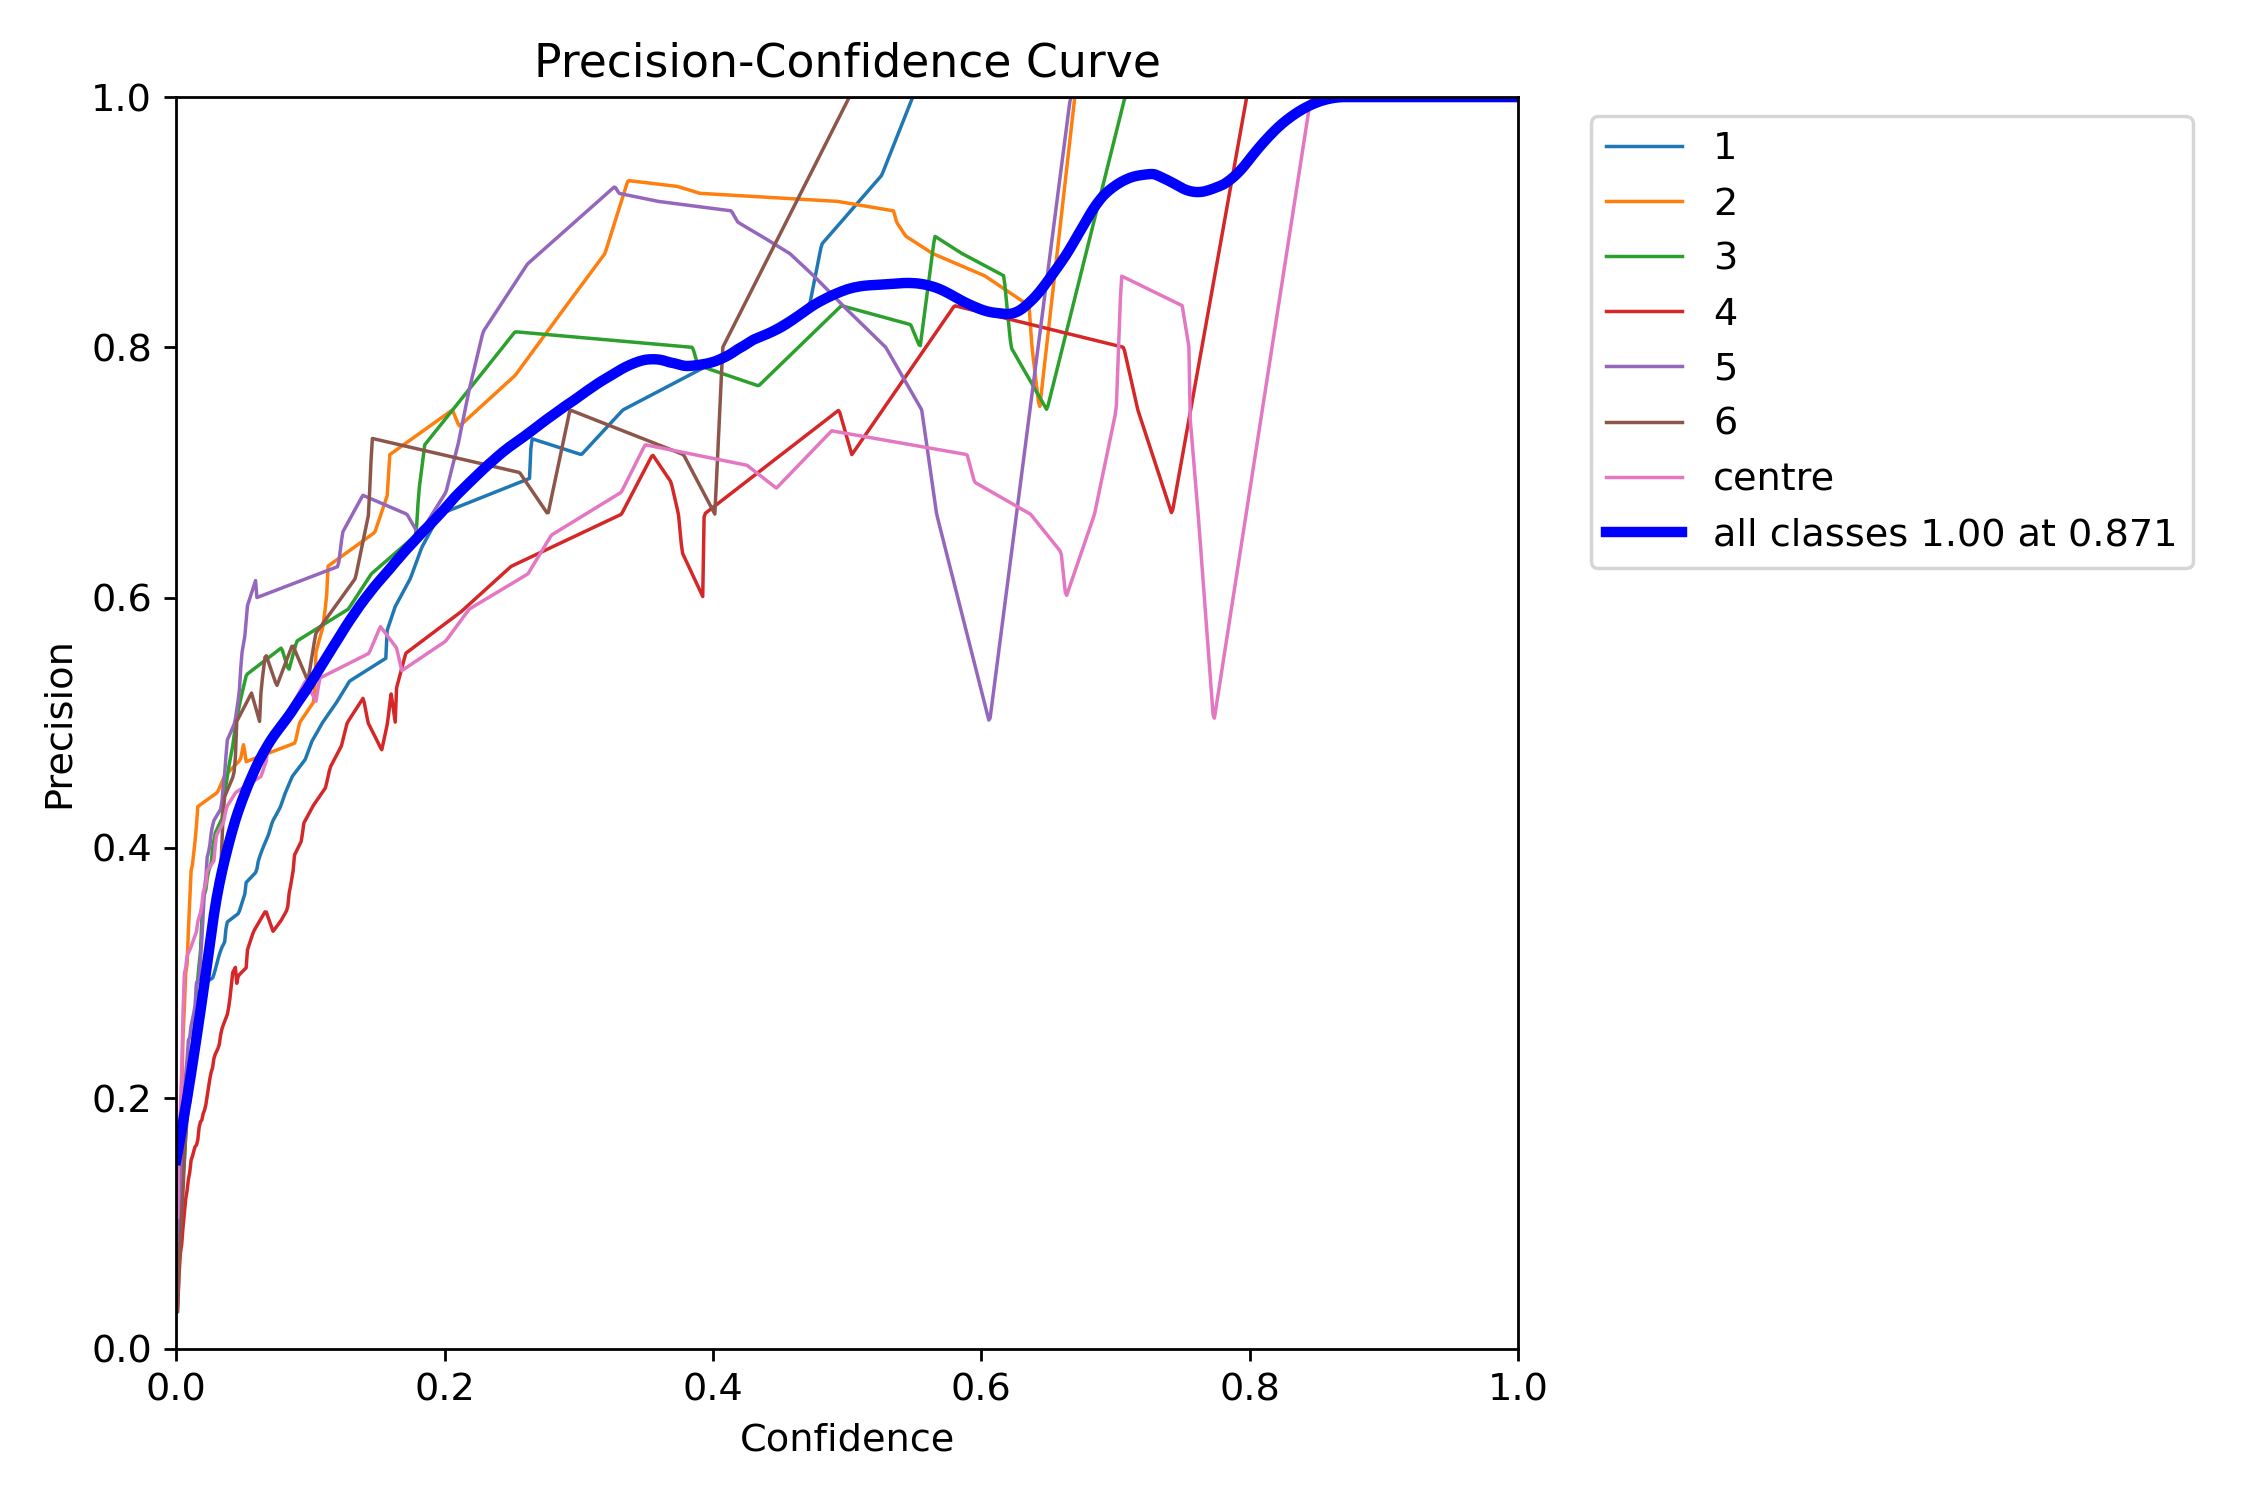 Precision-Confidence Curve
1.0
0.8
0.6
0.4
0.2
0.0
Precision
0.0 0.2 0.4 0.6 0.8 1.0
Confidence
1
2
3
4
5
6
centre
all classes 1.00 at 0.871